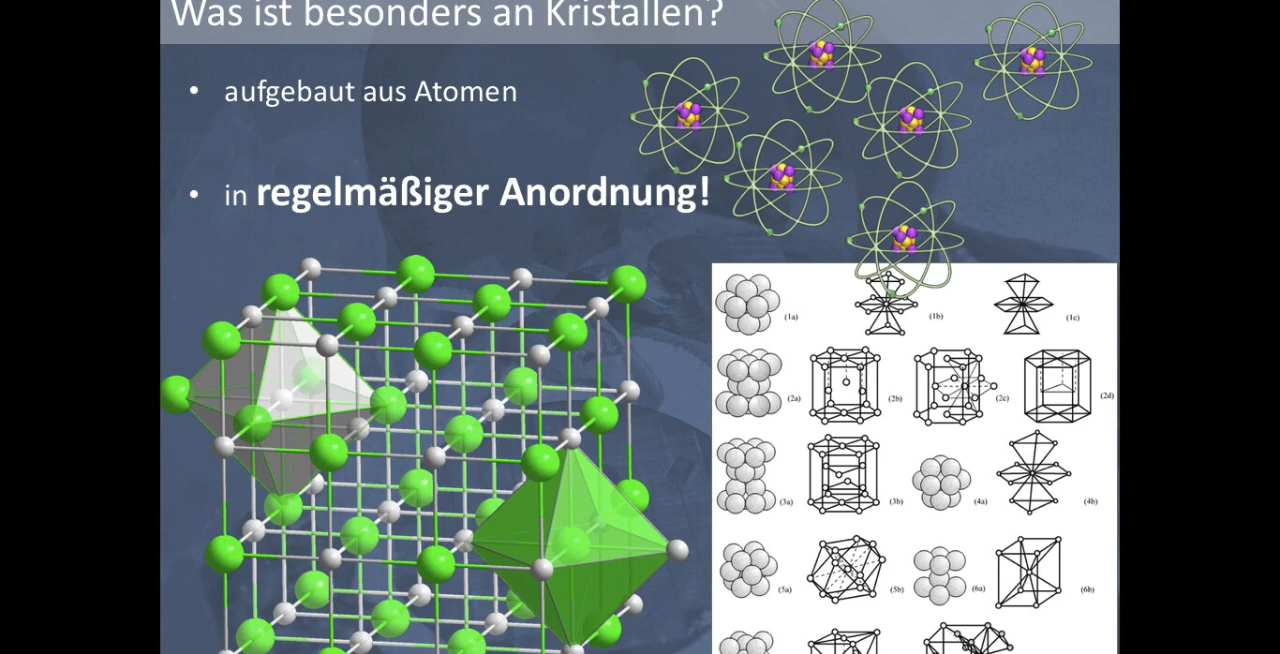 Was ist besonders an Kristallen?
• aufgebaut aus Atomen
• in regelmäßiger Anordnung!
(1a)
(1b)
(1c)
(2a)
(2b)
(2c)
(2d)
(3a)
(3b)
(4a)
(4b)
(5a)
(5b)
(6a)
(6b)